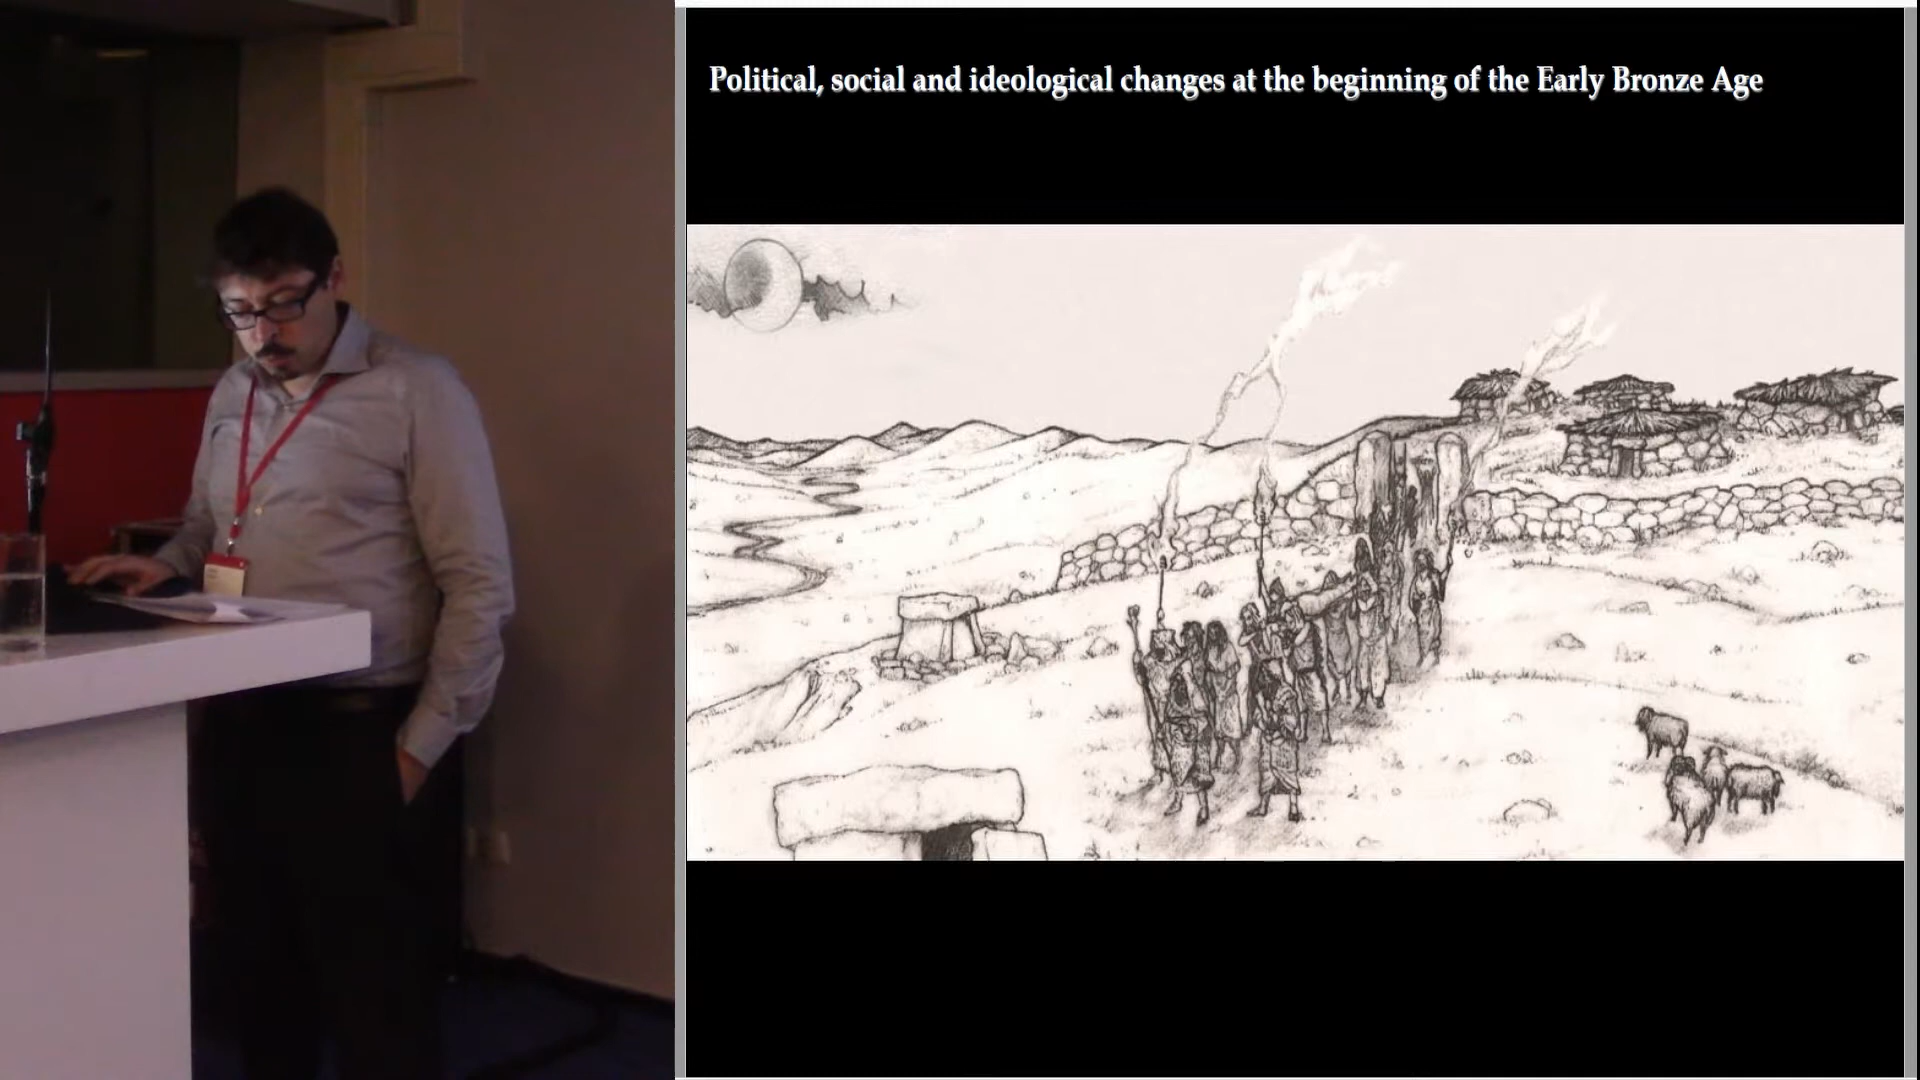 Political, social and ideological changes at the beginning of the Early Bronze Age